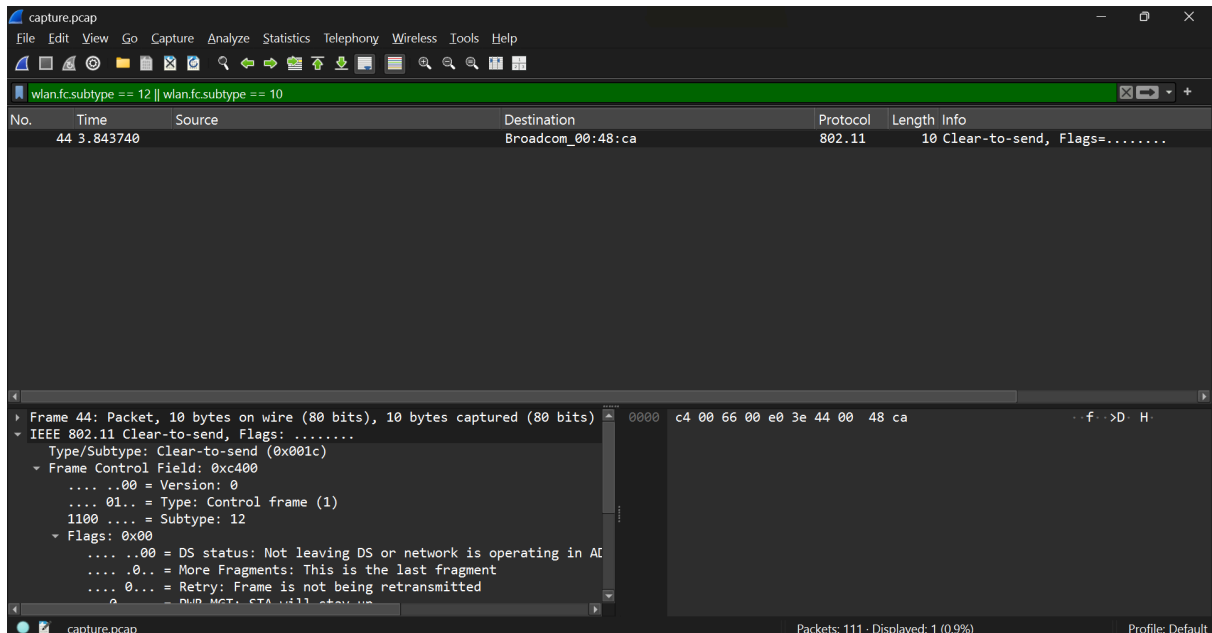 capture.pcap
File Edit View Go Capture Analyze Statistics Telephony Wireless Tools Help
wlan.fc.subtype == 12 || wlan.fc.subtype == 10
No. Time Source Destination Protocol Length Info
44 3.843740 Broadcom_00:48:ca 802.11 10 Clear-to-send, Flags=........
Frame 44: Packet, 10 bytes on wire (80 bits), 10 bytes captured (80 bits)
IEEE 802.11 Clear-to-send, Flags: ........
Type/Subtype: Clear-to-send (0x001c)
Frame Control Field: 0xc400
.... ..00 = Version: 0
.... 01.. = Type: Control frame (1)
1100 .... = Subtype: 12
Flags: 0x00
.... ..00 = DS status: Not leaving DS or network is operating in AD
.... .0.. = More Fragments: This is the last fragment
.... 0... = Retry: Frame is not being retransmitted
...0 .... = PWR MGT: STA will stay up
0000 c4 00 66 00 e0 3e 44 00 48 ca ··f··>D· H·
capture.pcap
Packets: 111 · Displayed: 1 (0.9%)
Profile: Default